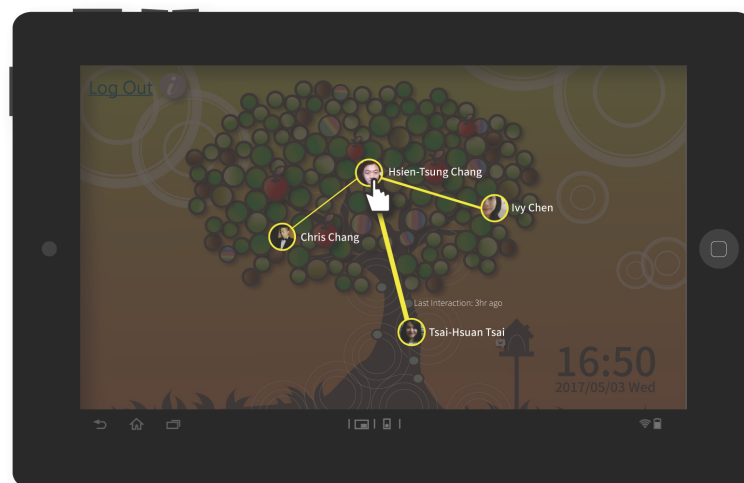 Log Out i
Hsien-Tsung Chang
Ivy Chen
Chris Chang
Last Interaction: 3hr ago
Tsai-Hsuan Tsai
16:50
2017/05/03 Wed